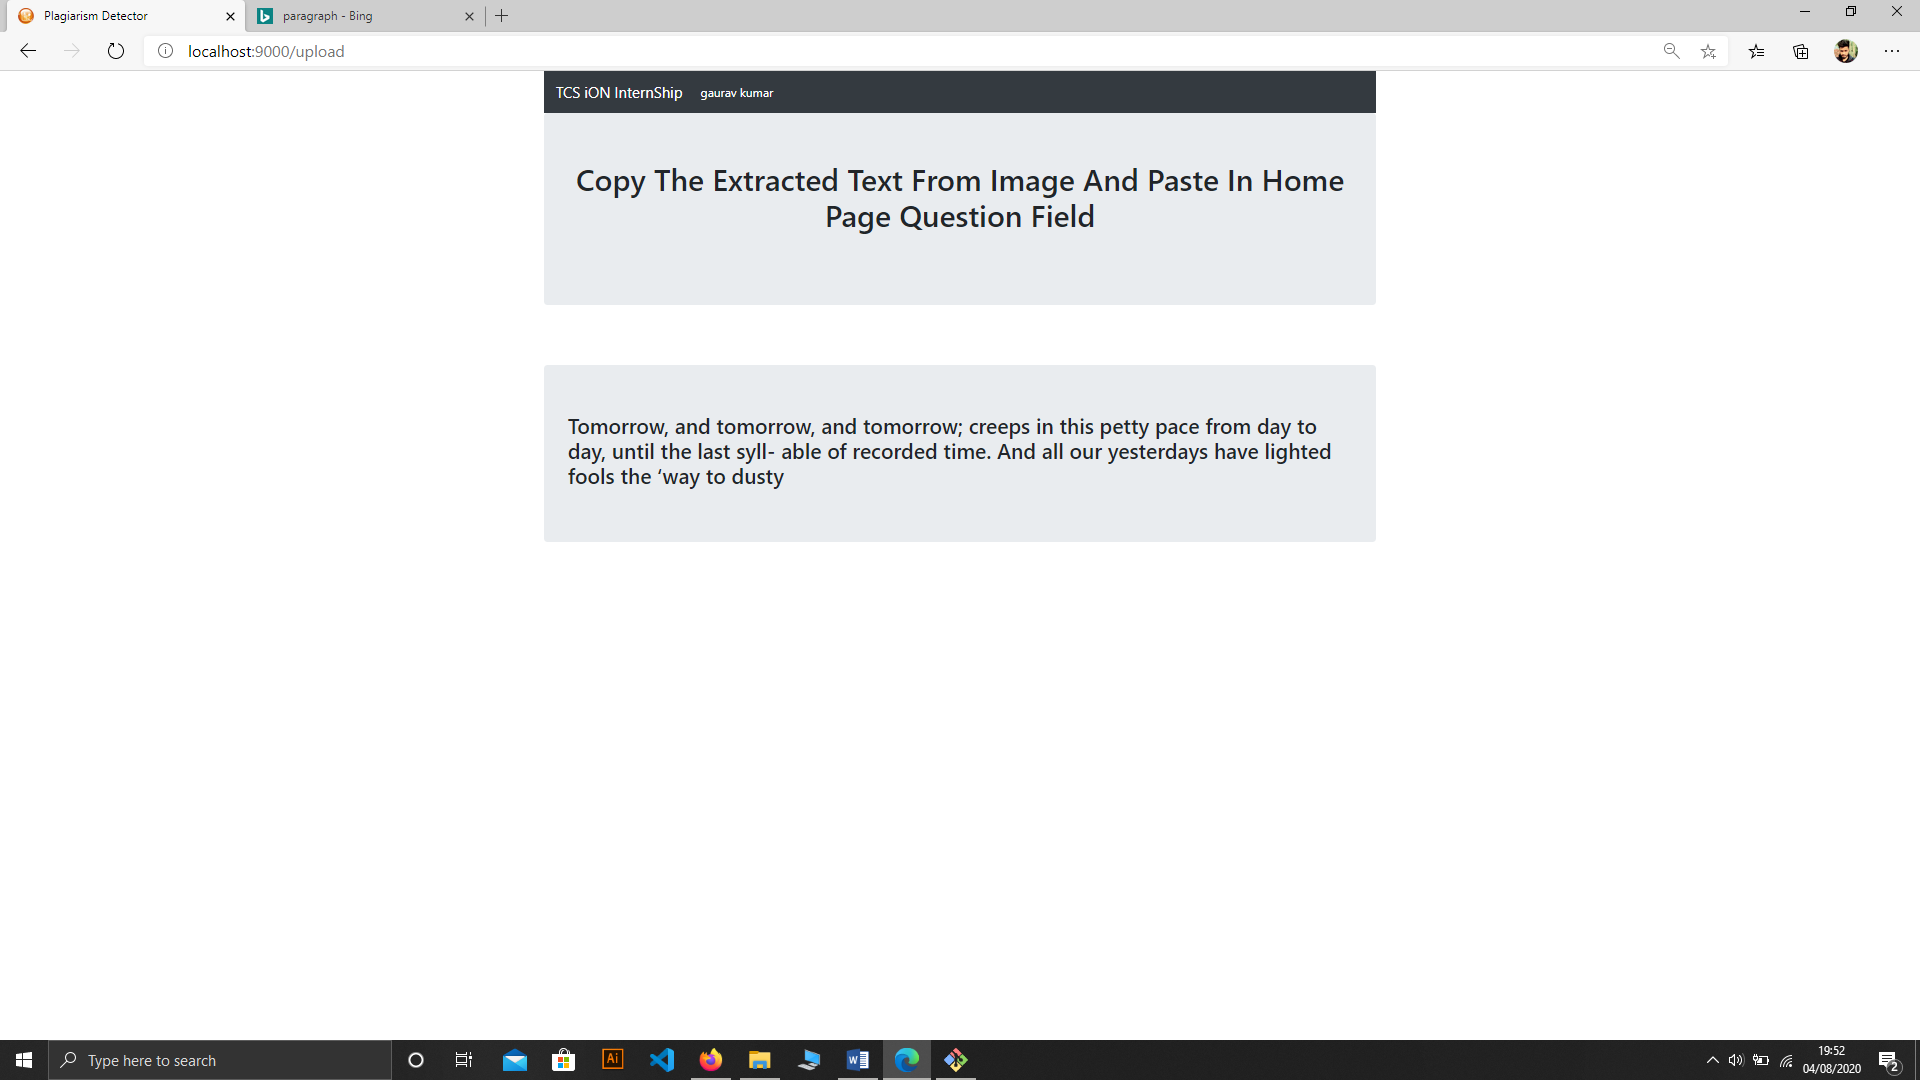 Plagiarism Detector
paragraph - Bing
localhost:9000/upload
TCS iON InternShip gaurav kumar
Copy The Extracted Text From Image And Paste In Home
Page Question Field
Tomorrow, and tomorrow, and tomorrow; creeps in this petty pace from day to
day, until the last syll- able of recorded time. And all our yesterdays have lighted
fools the ‘way to dusty
Type here to search
Ai
19:52
04/08/2020
2